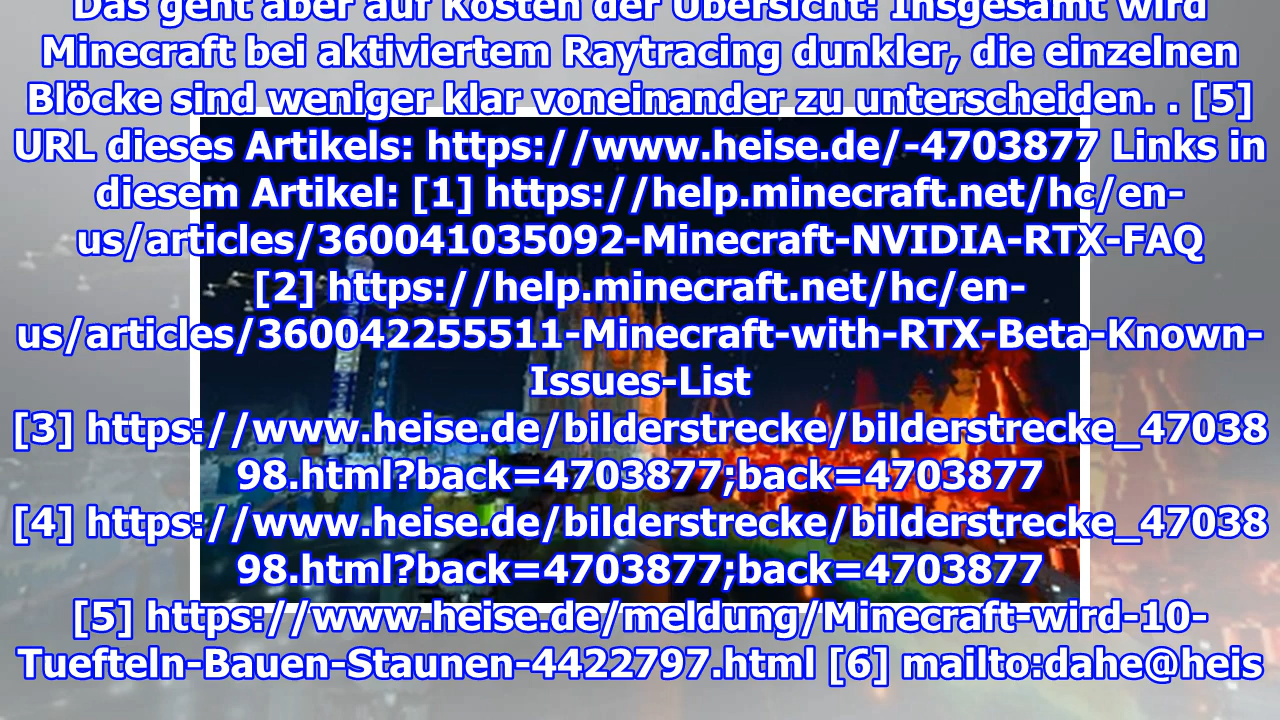 Das geht aber auf Kosten der Übersicht: Insgesamt wird
Minecraft bei aktiviertem Raytracing dunkler, die einzelnen
Blöcke sind weniger klar voneinander zu unterscheiden. . [5]
URL dieses Artikels: https://www.heise.de/-4703877 Links in
diesem Artikel: [1] https://help.minecraft.net/hc/en-
us/articles/360041035092-Minecraft-NVIDIA-RTX-FAQ
[2] https://help.minecraft.net/hc/en-
us/articles/360042255511-Minecraft-with-RTX-Beta-Known-
Issues-List
[3] https://www.heise.de/bilderstrecke/bilderstrecke_47038
98.html?back=4703877;back=4703877
[4] https://www.heise.de/bilderstrecke/bilderstrecke_47038
98.html?back=4703877;back=4703877
[5] https://www.heise.de/meldung/Minecraft-wird-10-
Tuefteln-Bauen-Staunen-4422797.html [6] mailto:dahe@heis